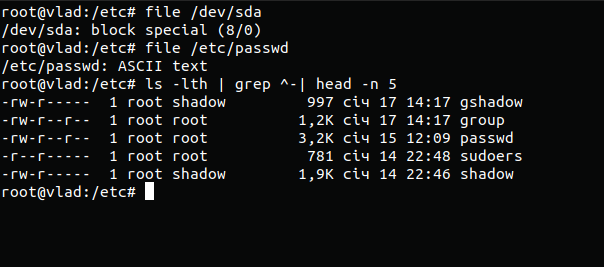 root@vlad:/etc# file /dev/sda
/dev/sda: block special (8/0)
root@vlad:/etc# file /etc/passwd
/etc/passwd: ASCII text
root@vlad:/etc# ls -lth | grep ^-| head -n 5
-rw-r-----  1 root shadow         997 січ 17 14:17 gshadow
-rw-r--r--  1 root root          1,2K січ 17 14:17 group
-rw-r--r--  1 root root          3,2K січ 15 12:09 passwd
-r--r-----  1 root root           781 січ 14 22:48 sudoers
-rw-r-----  1 root shadow        1,9K січ 14 22:46 shadow
root@vlad:/etc#